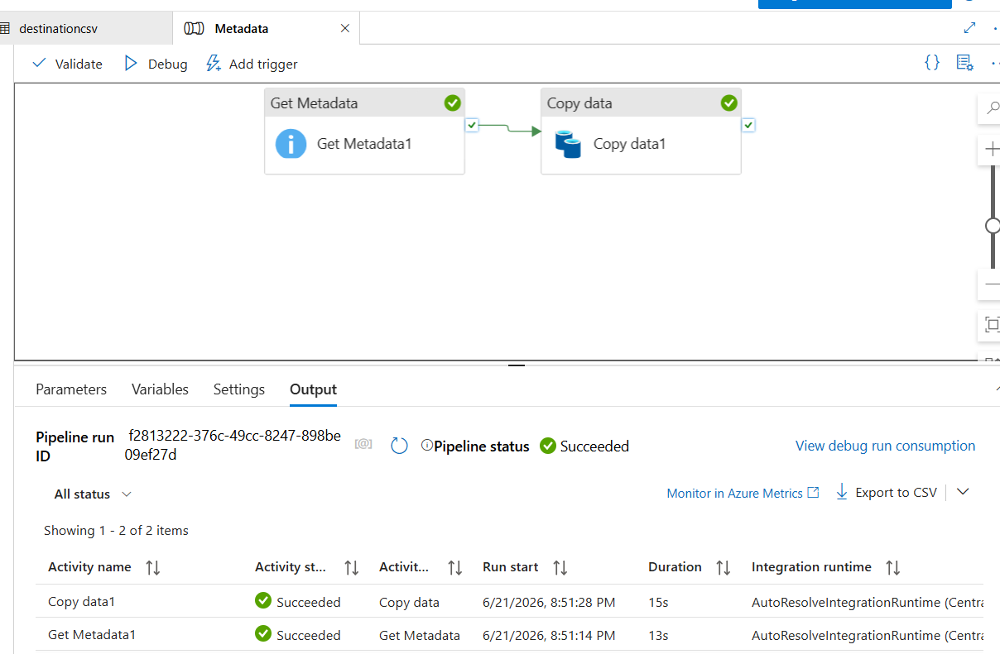 destinationcsv
Metadata
Validate
Debug
Add trigger
Get Metadata
Get Metadata1
Copy data
Copy data1
Parameters
Variables
Settings
Output
Pipeline run ID
f2813222-376c-49cc-8247-898be
09ef27d
Pipeline status
Succeeded
View debug run consumption
All status
Monitor in Azure Metrics
Export to CSV
Showing 1 - 2 of 2 items
Activity name Activity st... Activit... Run start Duration Integration runtime
Copy data1 Succeeded Copy data 6/21/2026, 8:51:28 PM 15s AutoResolveIntegrationRuntime (Centra
Get Metadata1 Succeeded Get Metadata 6/21/2026, 8:51:14 PM 13s AutoResolveIntegrationRuntime (Centra